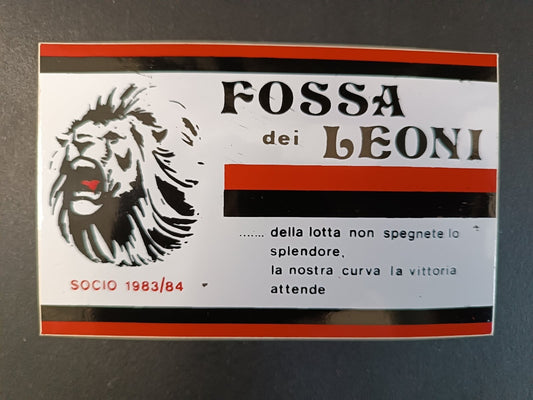 FOSSA
dei LEONI
....... della lotta non spegnete lo
splendore,
la nostra curva la vittoria
attende
SOCIO 1983/84